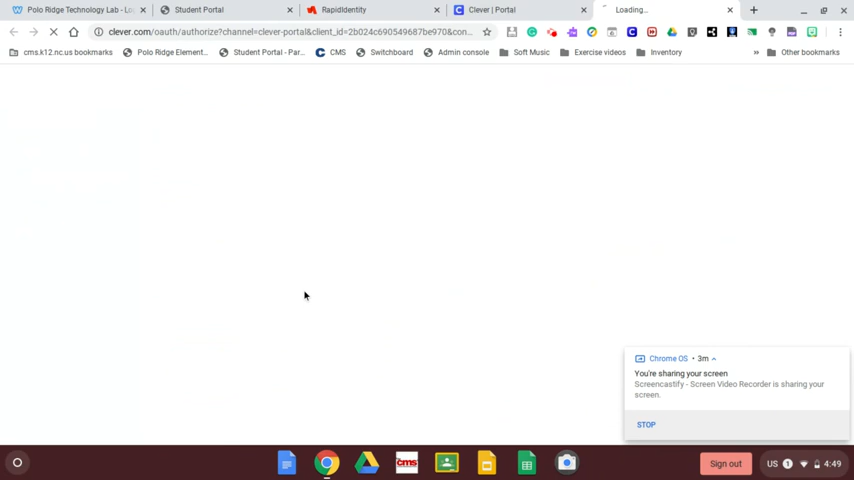 Polo Ridge Technology Lab - Lo
Student Portal
RapidIdentity
Clever | Portal
Loading...
clever.com/oauth/authorize?channel=clever-portal&client_id=2b024c690549687be970&con...
cms.k12.nc.us bookmarks
Polo Ridge Element...
Student Portal - Par...
CMS
Switchboard
Admin console
Soft Music
Exercise videos
Inventory
»
Other bookmarks
Chrome OS • 3m
You're sharing your screen
Screencastify - Screen Video Recorder is sharing your
screen.
STOP
cms
Sign out
US 1 4:49